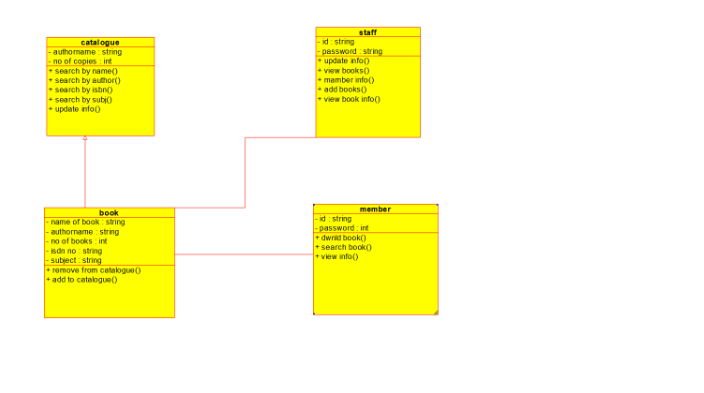 catalogue
- authorname : string
- no of copies : int
+ search by name()
+ search by author()
+ search by isbn()
+ search by subj()
+ update info()
staff
- id : string
- password : string
+ update info()
+ view books()
+ mamber info()
+ add books()
+ view book info()
book
- name of book : string
- authorname : string
- no of books : int
- isdn no : string
- subject : string
+ remove from catalogue()
+ add to catalogue()
member
- id : string
- password : int
+ dwnld book()
+ search book()
+ view info()